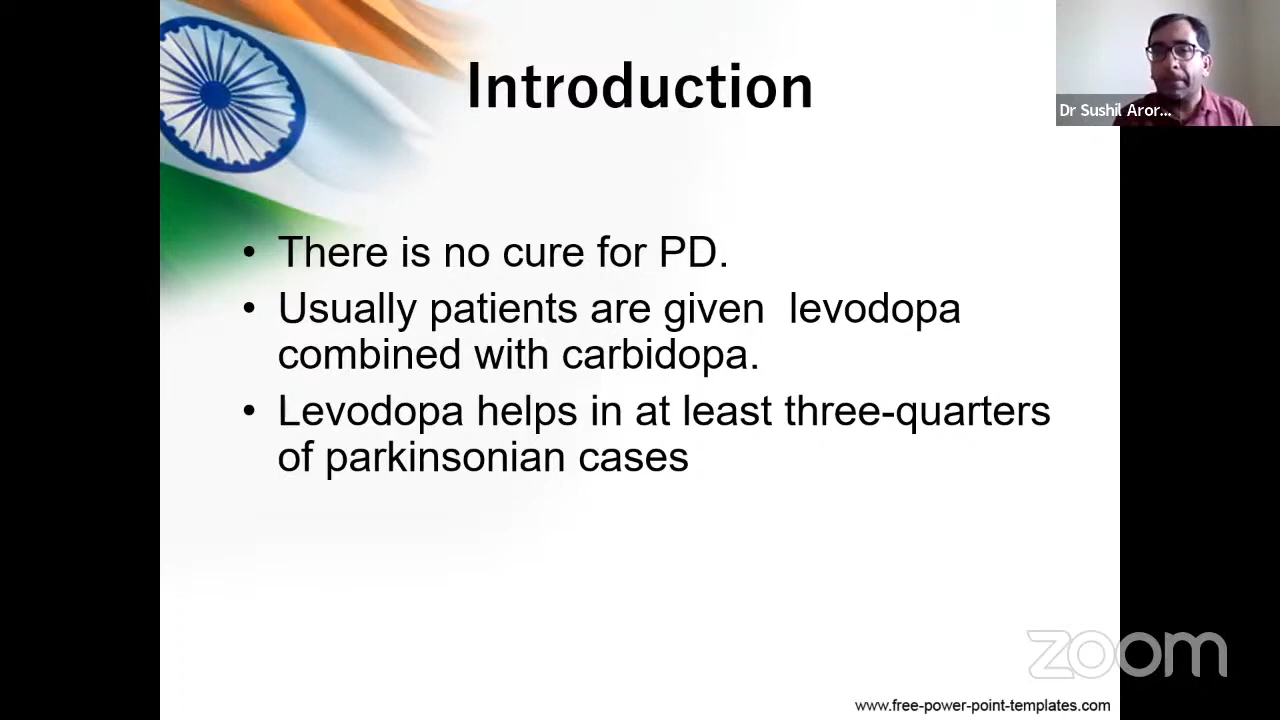 Introduction
Dr Sushil Aror...
• There is no cure for PD.
• Usually patients are given  levodopa
combined with carbidopa.
• Levodopa helps in at least three-quarters
of parkinsonian cases
zoom
www.free-power-point-templates.com